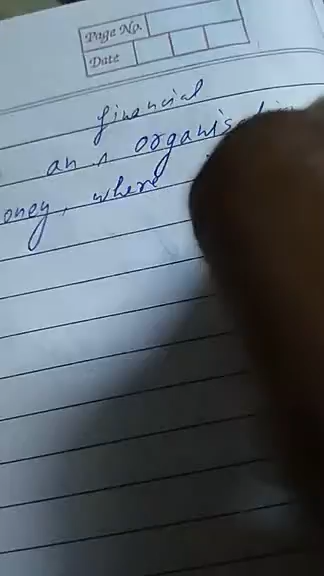 Page No.
Date
financial
an organis
oney, where